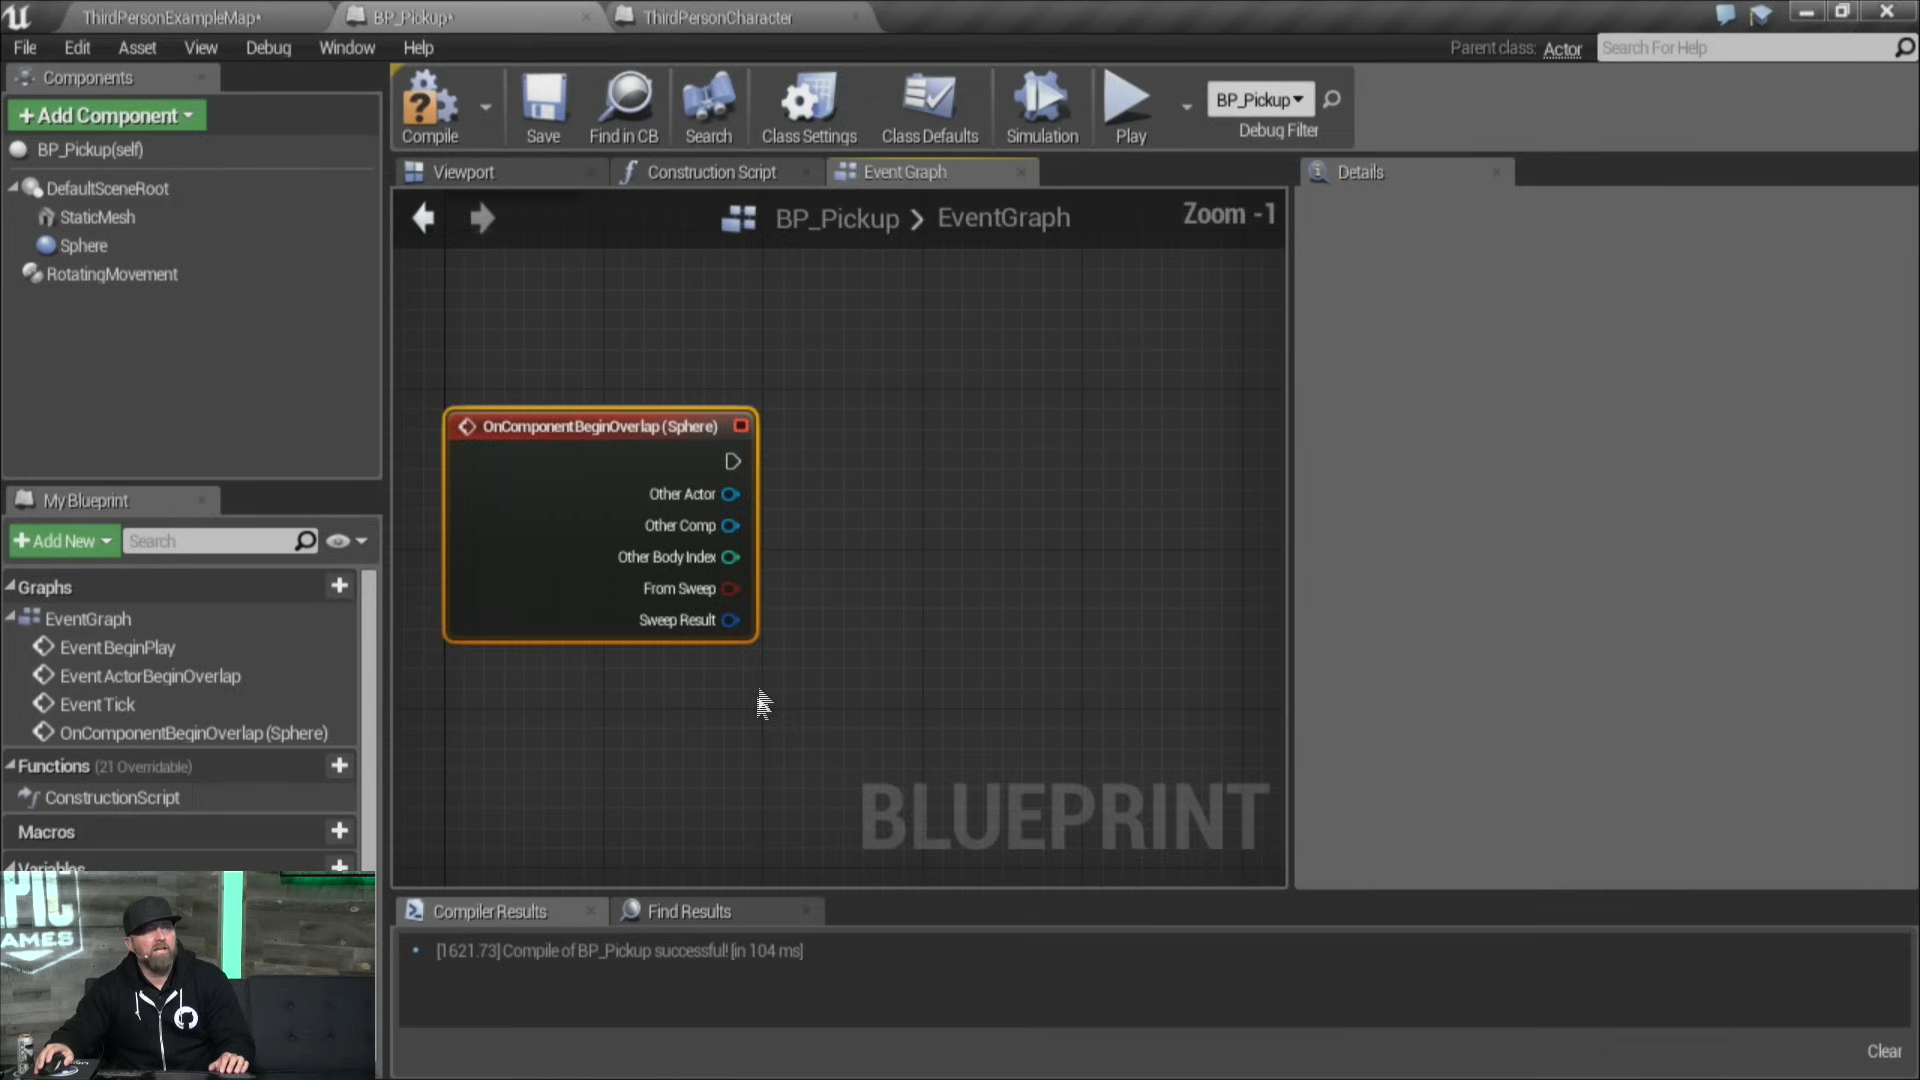 ThirdPersonExampleMap*
BP_Pickup*
ThirdPersonCharacter
File Edit Asset View Debug Window Help
Parent class: Actor
Search For Help
Components
Add Component
BP_Pickup(self)
DefaultSceneRoot
StaticMesh
Sphere
RotatingMovement
Compile
Save
Find in CB
Search
Class Settings
Class Defaults
Simulation
Play
BP_Pickup
Debug Filter
Viewport
Construction Script
EventGraph
Details
BP_Pickup > EventGraph
Zoom -1
OnComponentBeginOverlap (Sphere)
Other Actor
Other Comp
Other Body Index
From Sweep
Sweep Result
BLUEPRINT
My Blueprint
Add New
Search
Graphs
EventGraph
Event BeginPlay
Event ActorBeginOverlap
Event Tick
OnComponentBeginOverlap (Sphere)
Functions (21 Overridable)
ConstructionScript
Macros
Variables
Compiler Results
Find Results
[1621.73] Compile of BP_Pickup successful! [in 104 ms]
Clear
EPIC
GAMES